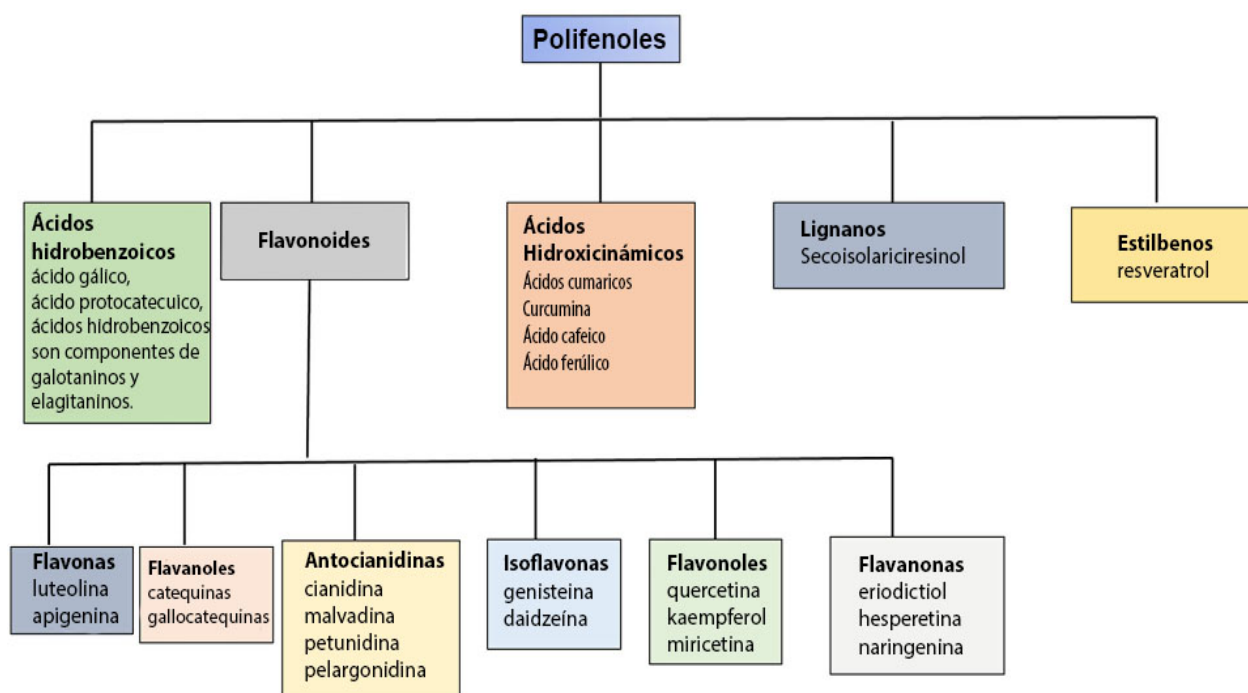 Polifenoles
Ácidos
hidrobenzoicos
ácido gálico,
ácido protocatecuico,
ácidos hidrobenzoicos
son componentes de
galotaninos y
elagitaninos.
Flavonoides
Ácidos
Hidroxicinámicos
Ácidos cumaricos
Curcumina
Ácido cafeico
Ácido ferúlico
Lignanos
Secoisolariciresinol
Estilbenos
resveratrol
Flavonas
luteolina
apigenina
Flavanoles
catequinas
gallocatequinas
Antocianidinas
cianidina
malvadina
petunidina
pelargonidina
Isoflavonas
genisteina
daidzeína
Flavonoles
quercetina
kaempferol
miricetina
Flavanonas
eriodictiol
hesperetina
naringenina